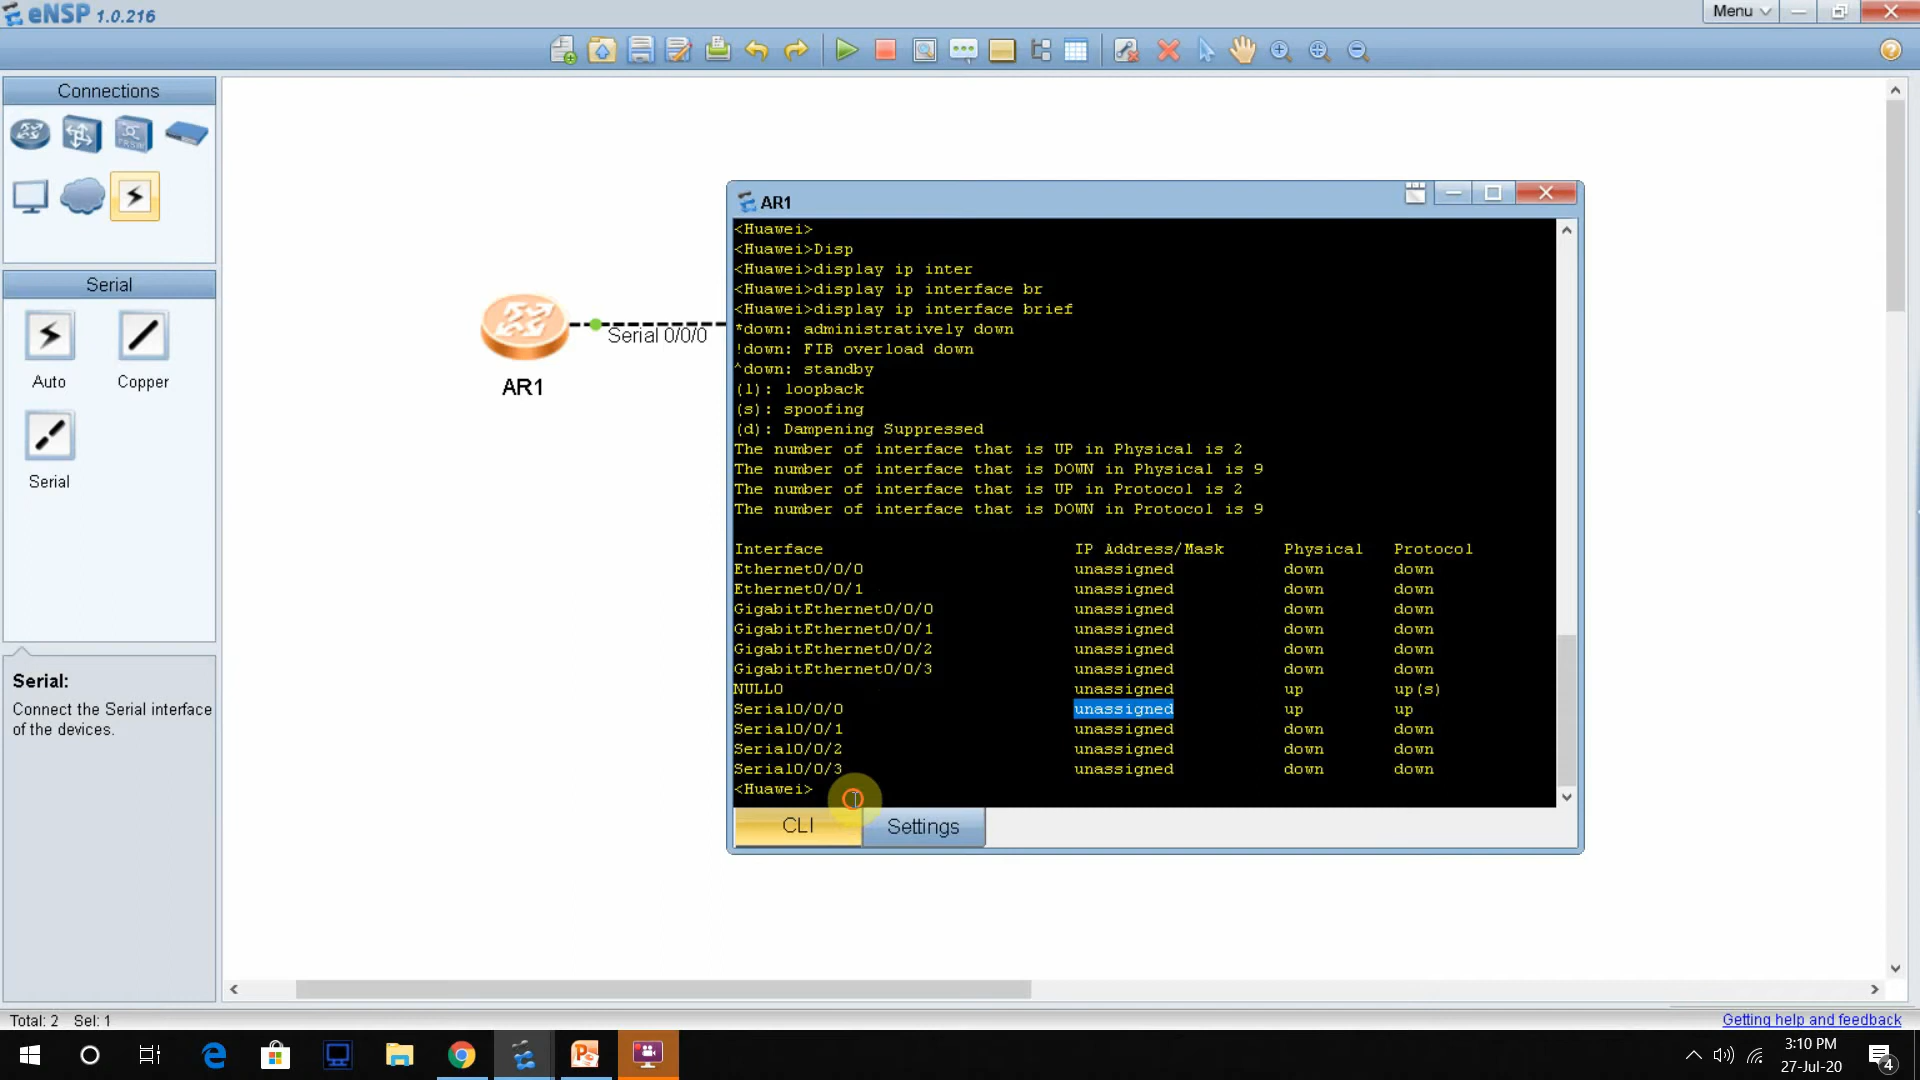 eNSP 1.0.216
Menu
Connections
FRSW
Serial
Auto
Copper
Serial
Serial:
Connect the Serial interface
of the devices.
Serial 0/0/0
AR1
AR1
<Huawei>
<Huawei>Disp
<Huawei>display ip inter
<Huawei>display ip interface br
<Huawei>display ip interface brief
*down: administratively down
!down: FIB overload down
^down: standby
(l): loopback
(s): spoofing
(d): Dampening Suppressed
The number of interface that is UP in Physical is 2
The number of interface that is DOWN in Physical is 9
The number of interface that is UP in Protocol is 2
The number of interface that is DOWN in Protocol is 9
Interface IP Address/Mask Physical Protocol
Ethernet0/0/0 unassigned down down
Ethernet0/0/1 unassigned down down
GigabitEthernet0/0/0 unassigned down down
GigabitEthernet0/0/1 unassigned down down
GigabitEthernet0/0/2 unassigned down down
GigabitEthernet0/0/3 unassigned down down
NULL0 unassigned up up(s)
Serial0/0/0 unassigned up up
Serial0/0/1 unassigned down down
Serial0/0/2 unassigned down down
Serial0/0/3 unassigned down down
<Huawei>
CLI Settings
Total: 2 Sel: 1
Getting help and feedback
3:10 PM
27-Jul-20
4